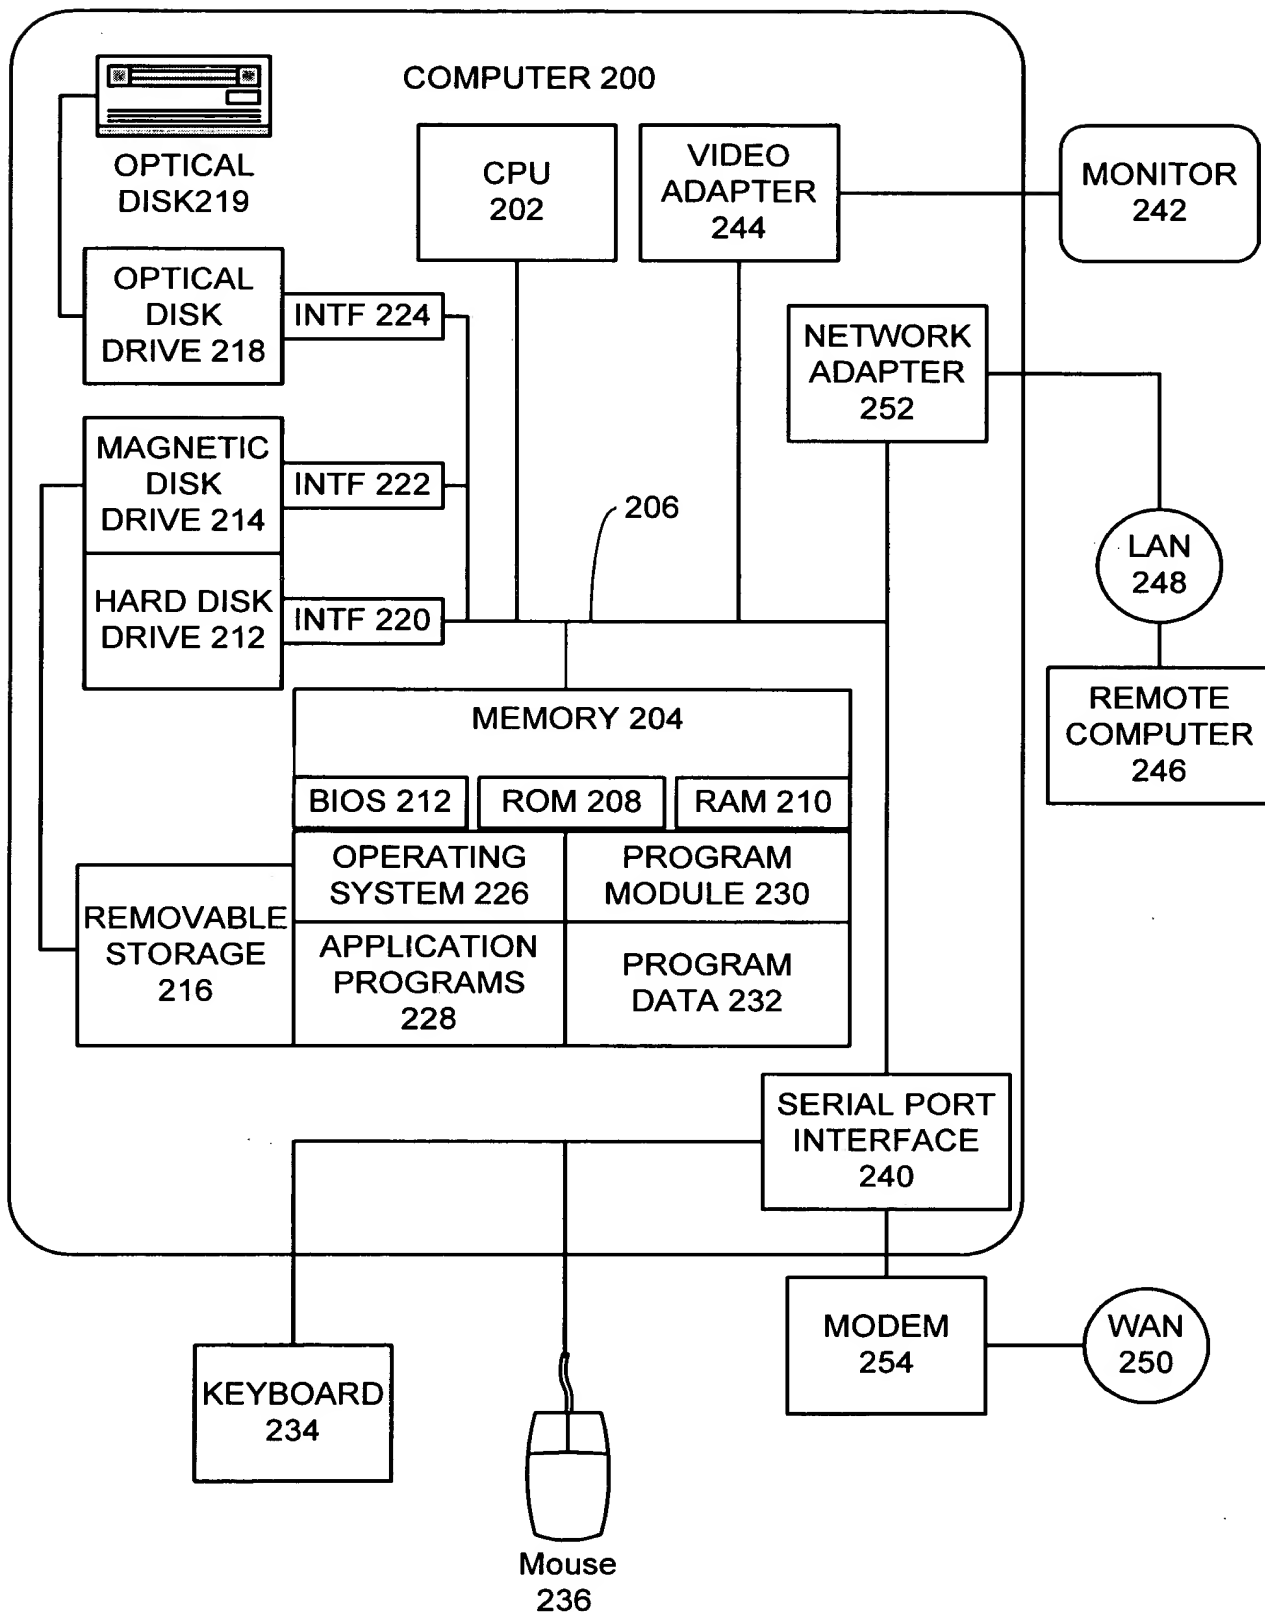 COMPUTER 200
OPTICAL
DISK219
CPU
202
VIDEO
ADAPTER
244
MONITOR
242
OPTICAL
DISK
DRIVE 218
INTF 224
NETWORK
ADAPTER
252
MAGNETIC
DISK
DRIVE 214
INTF 222
206
LAN
248
HARD DISK
DRIVE 212
INTF 220
REMOTE
COMPUTER
246
MEMORY 204
BIOS 212
ROM 208
RAM 210
OPERATING
SYSTEM 226
PROGRAM
MODULE 230
REMOVABLE
STORAGE
216
APPLICATION
PROGRAMS
228
PROGRAM
DATA 232
SERIAL PORT
INTERFACE
240
MODEM
254
WAN
250
KEYBOARD
234
Mouse
236